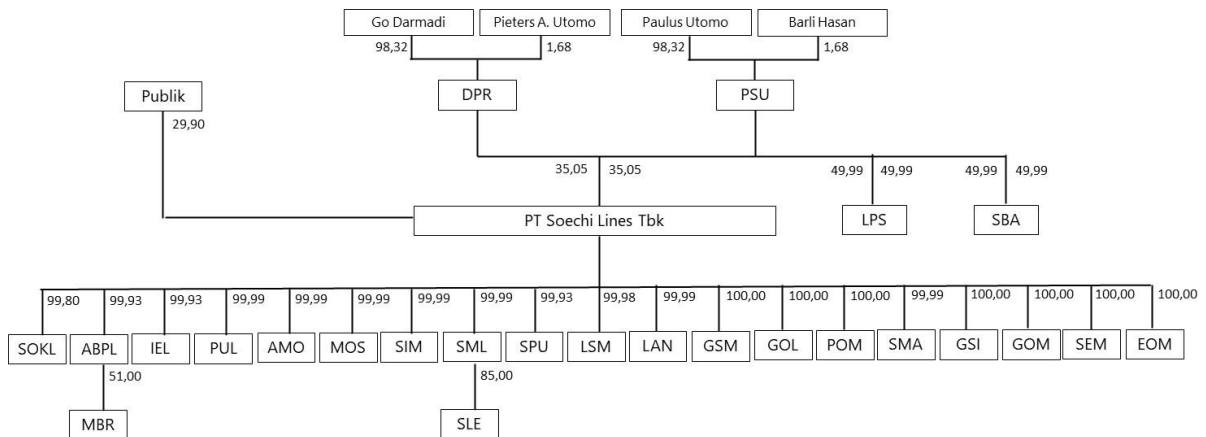 Go Darmadi
Pieters A. Utomo
Paulus Utomo
Barli Hasan
98,32
1,68
98,32
1,68
Publik
DPR
PSU
29,90
35,05
35,05
49,99
49,99
49,99
49,99
PT Soechi Lines Tbk
LPS
SBA
99,80
99,93
99,93
99,99
99,99
99,99
99,99
99,99
99,93
99,98
99,99
100,00
100,00
100,00
99,99
100,00
100,00
100,00
100,00
SOKL
ABPL
IEL
PUL
AMO
MOS
SIM
SML
SPU
LSM
LAN
GSM
GOL
POM
SMA
GSI
GOM
SEM
EOM
51,00
85,00
MBR
SLE